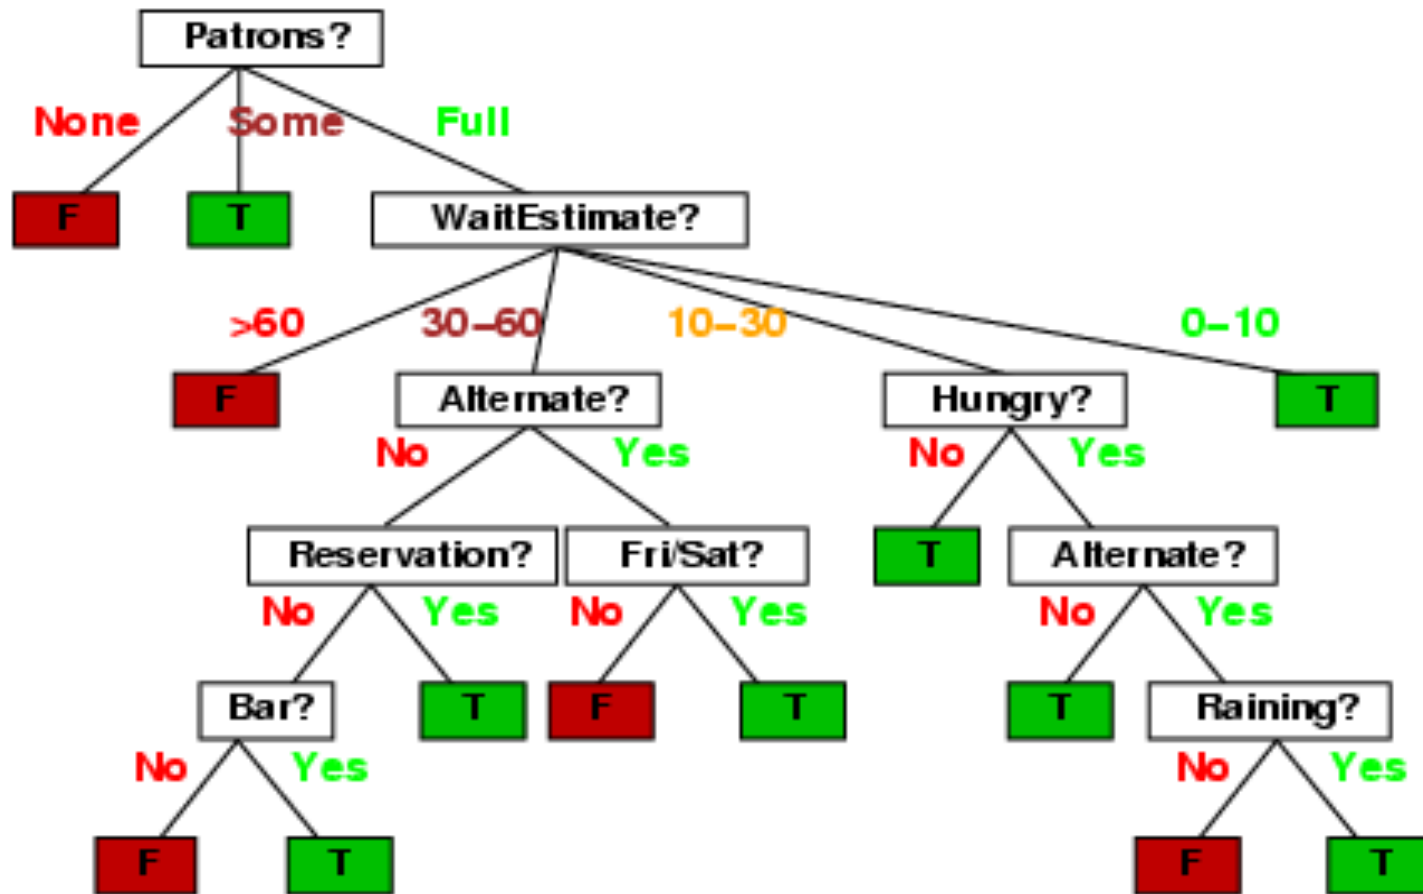 Patrons?
None Some Full
F T WaitEstimate?
>60 30–60 10–30 0–10
F Alternate? Hungry? T
No Yes No Yes
Reservation? Fri/Sat? T Alternate?
No Yes No Yes No Yes
Bar? T F T T Raining?
No Yes No Yes
F T F T